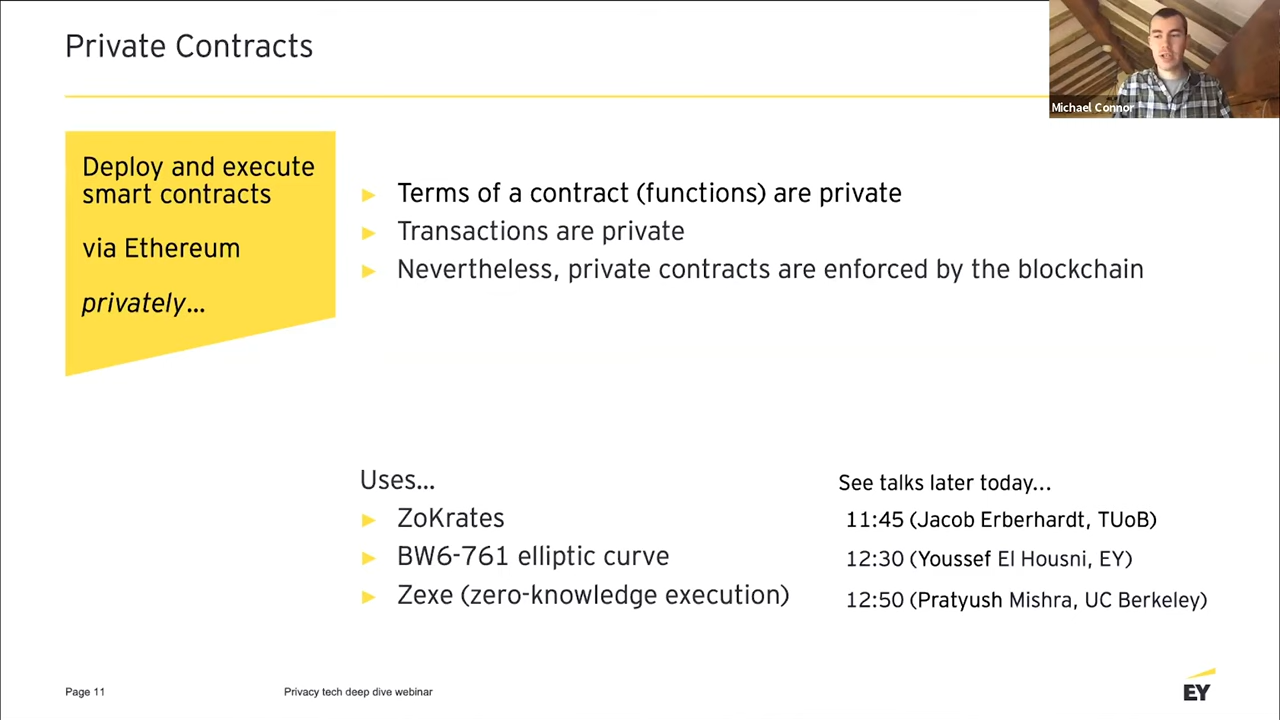 Private Contracts
Michael Connor
Deploy and execute
smart contracts
via Ethereum
privately...
Terms of a contract (functions) are private
Transactions are private
Nevertheless, private contracts are enforced by the blockchain
Uses...
ZoKrates
BW6-761 elliptic curve
Zexe (zero-knowledge execution)
See talks later today...
11:45 (Jacob Erberhardt, TUoB)
12:30 (Youssef El Housni, EY)
12:50 (Pratyush Mishra, UC Berkeley)
Page 11
Privacy tech deep dive webinar
EY